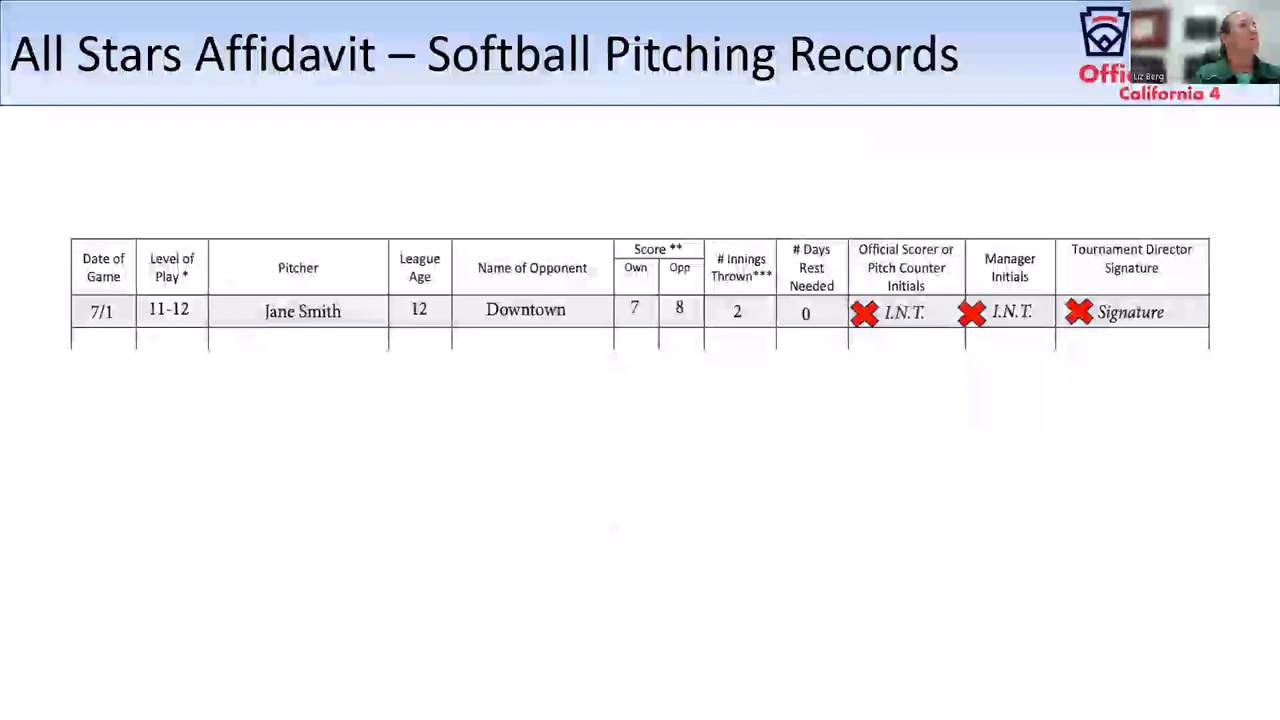 All Stars Affidavit – Softball Pitching Records
Liz Berg
California 4
Date of Game
Level of Play *
Pitcher
League Age
Name of Opponent
Score **
Own
Opp
# Innings Thrown***
# Days Rest Needed
Official Scorer or Pitch Counter Initials
Manager Initials
Tournament Director Signature
7/1
11-12
Jane Smith
12
Downtown
7
8
2
0
I.N.T.
I.N.T.
Signature